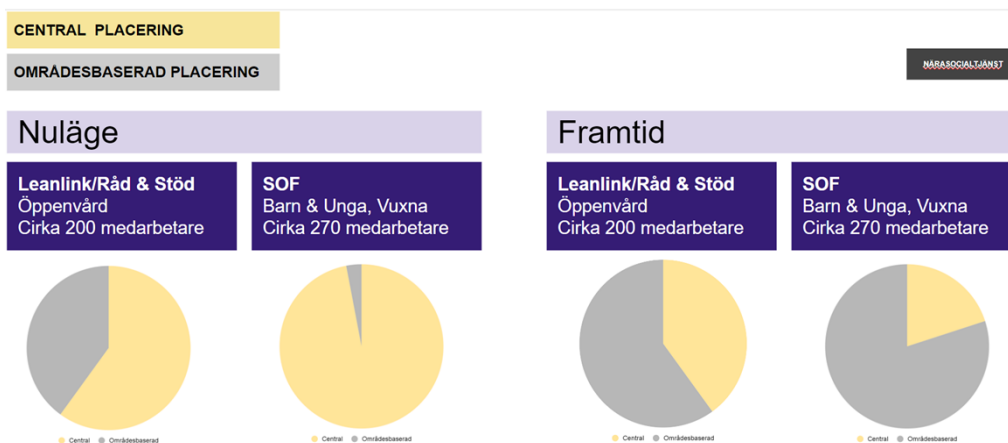 CENTRAL PLACERING
OMRÅDESBASERAD PLACERING
NÄRASOCIALTJÄNST
Nuläge
Leanlink/Råd & Stöd
Öppenvård
Cirka 200 medarbetare
SOF
Barn & Unga, Vuxna
Cirka 270 medarbetare
Central Områdesbaserad
Central Områdesbaserad
Framtid
Leanlink/Råd & Stöd
Öppenvård
Cirka 200 medarbetare
SOF
Barn & Unga, Vuxna
Cirka 270 medarbetare
Central Områdesbaserad
Central Områdesbaserad